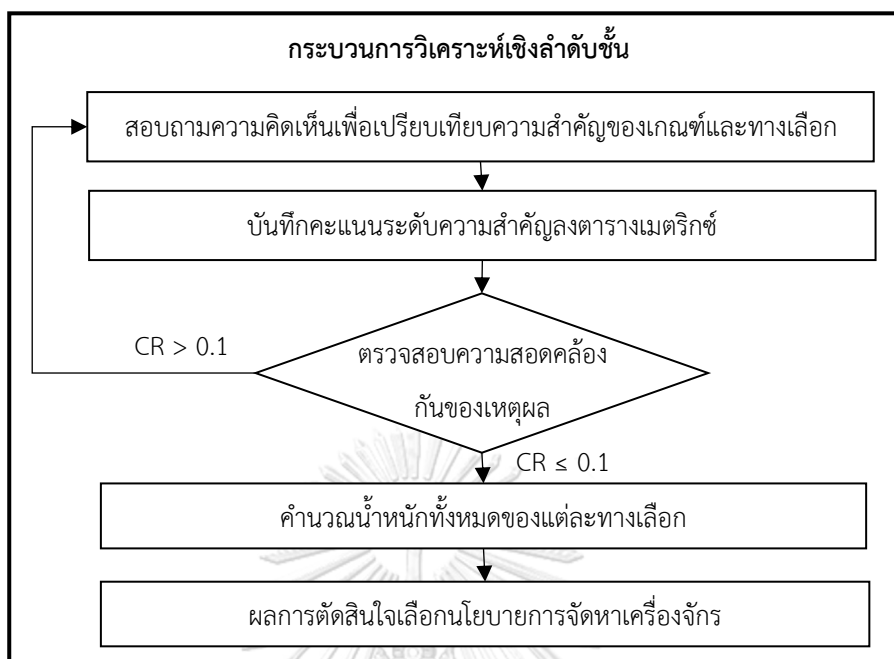 กระบวนการวิเคราะห์เชิงลำดับชั้น
สอบถามความคิดเห็นเพื่อเปรียบเทียบความสำคัญของเกณฑ์และทางเลือก
บันทึกคะแนนระดับความสำคัญลงตารางเมตริกซ์
CR > 0.1
ตรวจสอบความสอดคล้อง
กันของเหตุผล
CR ≤ 0.1
คำนวณน้ำหนักทั้งหมดของแต่ละทางเลือก
ผลการตัดสินใจเลือกนโยบายการจัดหาเครื่องจักร